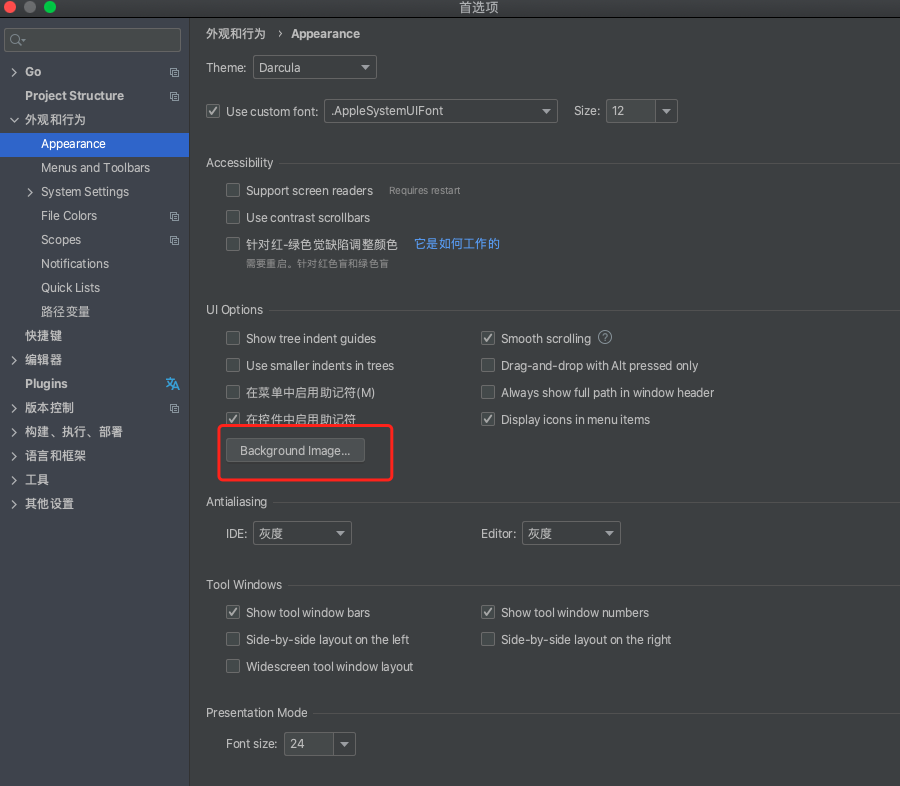 首选项
外观和行为 › Appearance
Go
Project Structure
外观和行为
Appearance
Menus and Toolbars
System Settings
File Colors
Scopes
Notifications
Quick Lists
路径变量
快捷键
编辑器
Plugins
版本控制
构建、执行、部署
语言和框架
工具
其他设置
Theme: Darcula
Use custom font: .AppleSystemUIFont Size: 12
Accessibility
Support screen readers Requires restart
Use contrast scrollbars
针对红-绿色觉缺陷调整颜色 它是如何工作的
需要重启。针对红色盲和绿色盲
UI Options
Show tree indent guides Smooth scrolling ?
Use smaller indents in trees Drag-and-drop with Alt pressed only
在菜单中启用助记符(M) Always show full path in window header
在控件中启用助记符 Display icons in menu items
Background Image...
Antialiasing
IDE: 灰度 Editor: 灰度
Tool Windows
Show tool window bars Show tool window numbers
Side-by-side layout on the left Side-by-side layout on the right
Widescreen tool window layout
Presentation Mode
Font size: 24